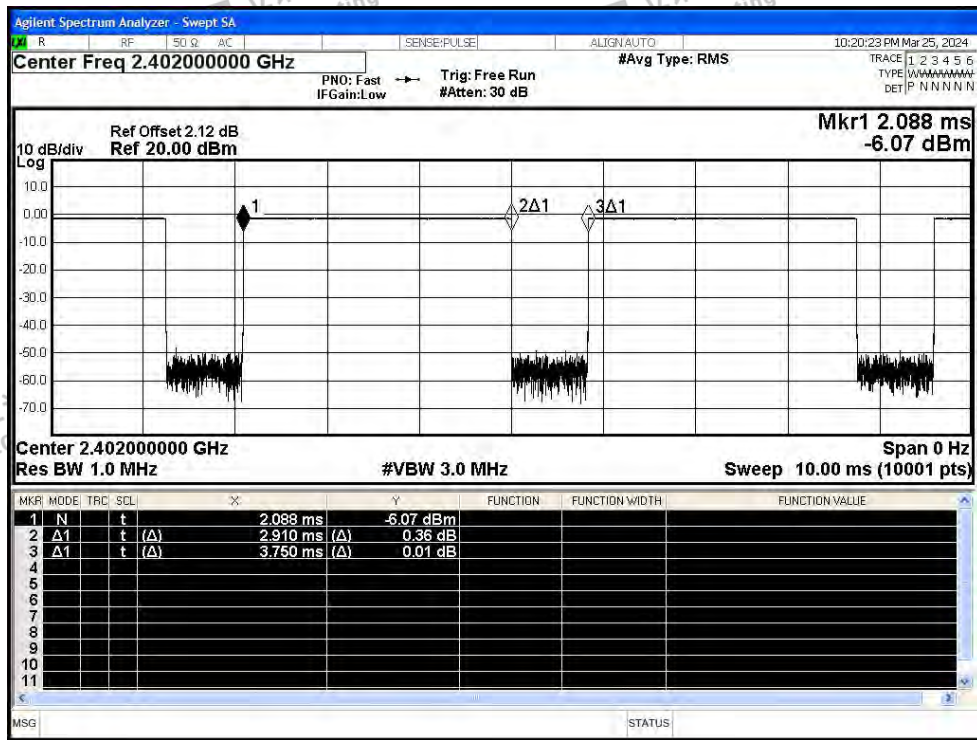 Agilent Spectrum Analyzer - Swept SA
LXI R RF 50 Ω AC SENSE:PULSE ALIGN AUTO 10:20:23 PM Mar 25, 2024
Center Freq 2.402000000 GHz #Avg Type: RMS TRACE 1 2 3 4 5 6
PNO: Fast Trig: Free Run TYPE WWWWWW
IFGain:Low #Atten: 30 dB DET P N N N N N
Mkr1 2.088 ms
-6.07 dBm
Ref Offset 2.12 dB
10 dB/div Ref 20.00 dBm
Log
10.0
0.00
-10.0
-20.0
-30.0
-40.0
-50.0
-60.0
-70.0
1 2Δ1 3Δ1
Center 2.402000000 GHz Span 0 Hz
Res BW 1.0 MHz #VBW 3.0 MHz Sweep 10.00 ms (10001 pts)
MKR MODE TRC SCL X Y FUNCTION FUNCTION WIDTH FUNCTION VALUE
1 N t 2.088 ms -6.07 dBm
2 Δ1 t (Δ) 2.910 ms (Δ) 0.36 dB
3 Δ1 t (Δ) 3.750 ms (Δ) 0.01 dB
4
5
6
7
8
9
10
11
MSG STATUS